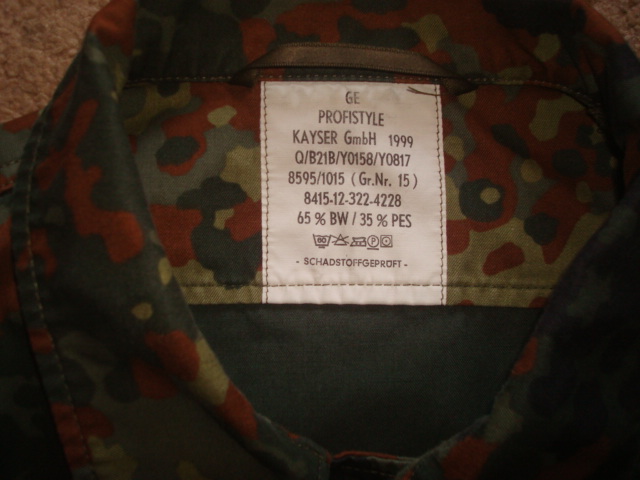 GE
PROFISTYLE
KAYSER GmbH 1999
Q/B21B/Y0158/Y0817
8595/1015 (Gr.Nr. 15)
8415-12-322-4228
65 % BW / 35 % PES
- SCHADSTOFFGEPRÜFT -